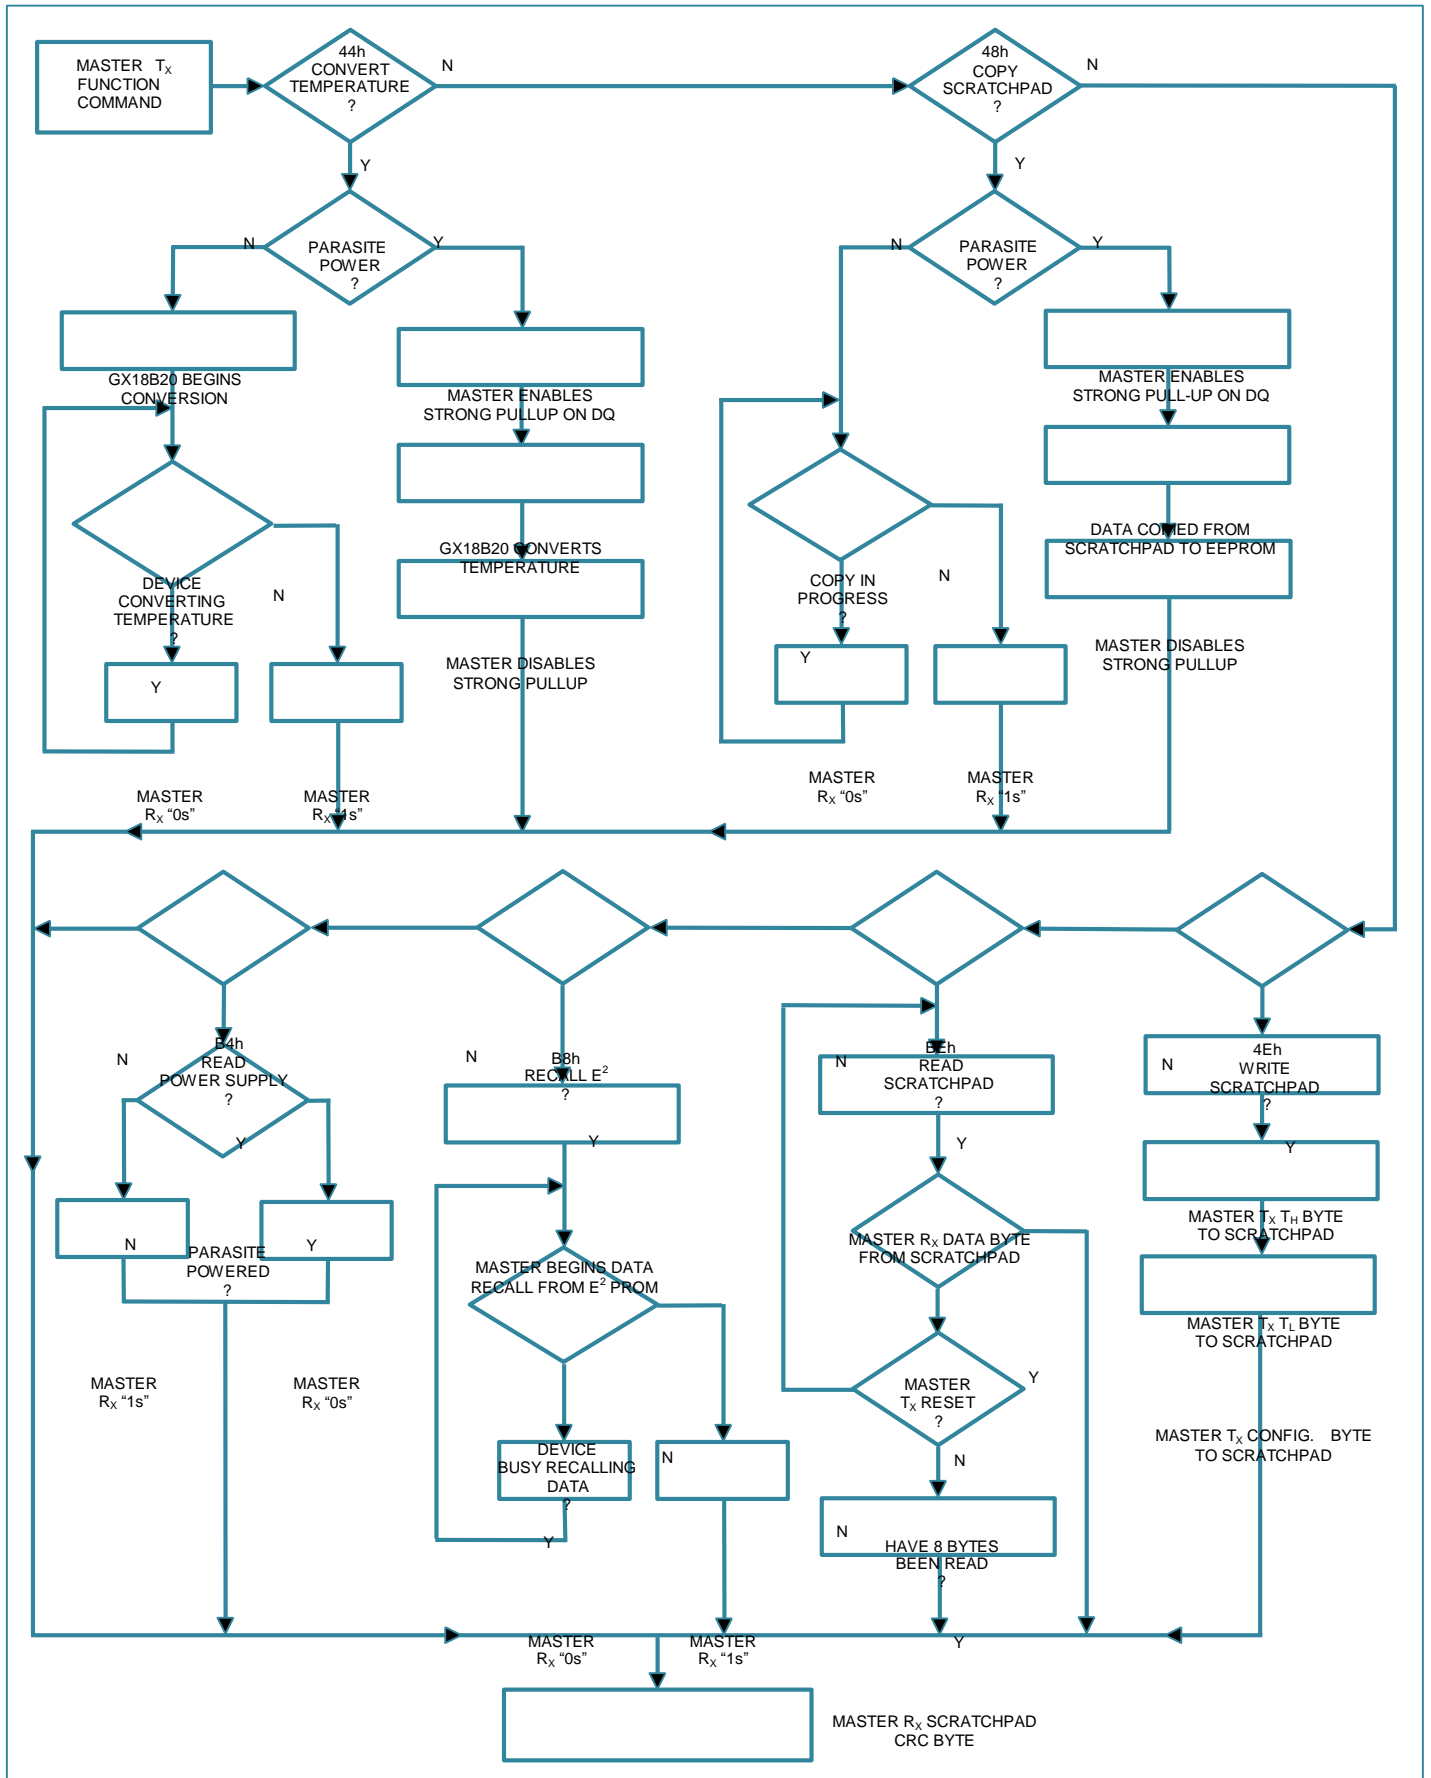 MASTER TX
FUNCTION
COMMAND
44h
CONVERT
TEMPERATURE
?
N
48h
COPY
SCRATCHPAD
?
N
Y
Y
N
PARASITE
POWER
?
Y
N
PARASITE
POWER
?
Y
GX18B20 BEGINS
CONVERSION
MASTER ENABLES
STRONG PULLUP ON DQ
MASTER ENABLES
STRONG PULL-UP ON DQ
GX18B20 CONVERTS
TEMPERATURE
DATA COMED FROM
SCRATCHPAD TO EEPROM
DEVICE
CONVERTING
TEMPERATURE
?
N
COPY IN
PROGRESS
?
N
Y
MASTER DISABLES
STRONG PULLUP
Y
MASTER DISABLES
STRONG PULLUP
MASTER
RX “0s”
MASTER
RX “1s”
MASTER
RX “0s”
MASTER
RX “1s”
N
B4h
READ
POWER SUPPLY
?
Y
N
B8h
RECALL E²
?
Y
N
BEh
READ
SCRATCHPAD
?
Y
N
4Eh
WRITE
SCRATCHPAD
?
Y
N
PARASITE
POWERED
?
Y
MASTER BEGINS DATA
RECALL FROM E² PROM
MASTER RX DATA BYTE
FROM SCRATCHPAD
MASTER TX TH BYTE
TO SCRATCHPAD
MASTER TX TL BYTE
TO SCRATCHPAD
MASTER
RX “1s”
MASTER
RX “0s”
MASTER
TX RESET
?
Y
N
MASTER TX CONFIG. BYTE
TO SCRATCHPAD
DEVICE
BUSY RECALLING
DATA
?
N
Y
N
HAVE 8 BYTES
BEEN READ
?
Y
MASTER
RX “0s”
MASTER
RX “1s”
MASTER RX SCRATCHPAD
CRC BYTE